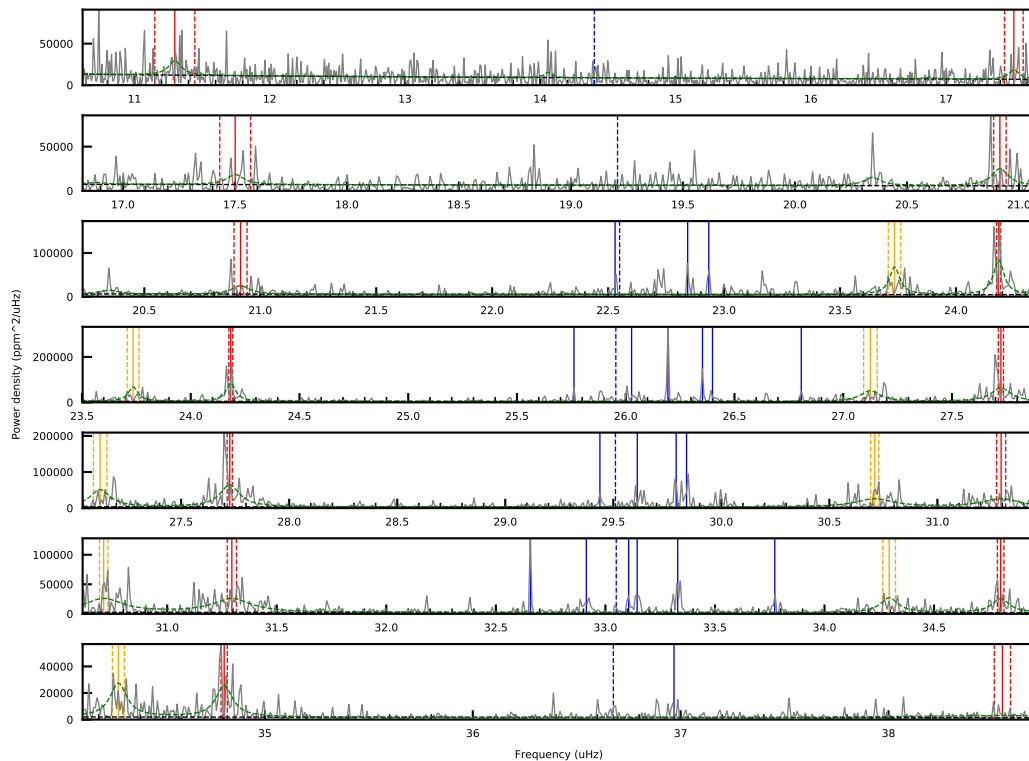 50000
0
11 12 13 14 15 16 17
50000
0
17.0 17.5 18.0 18.5 19.0 19.5 20.0 20.5 21.0
100000
0
20.5 21.0 21.5 22.0 22.5 23.0 23.5 24.0
200000
0
23.5 24.0 24.5 25.0 25.5 26.0 26.5 27.0 27.5
Power density (ppm^2/uHz)
200000
100000
0
27.5 28.0 28.5 29.0 29.5 30.0 30.5 31.0
100000
50000
0
31.0 31.5 32.0 32.5 33.0 33.5 34.0 34.5
40000
20000
0
35 36 37 38
Frequency (uHz)